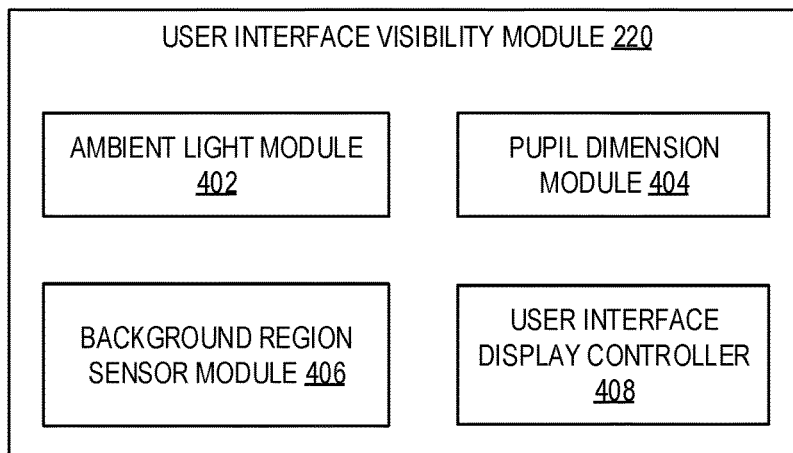 USER INTERFACE VISIBILITY MODULE 220
AMBIENT LIGHT MODULE
402
PUPIL DIMENSION
MODULE 404
BACKGROUND REGION
SENSOR MODULE 406
USER INTERFACE
DISPLAY CONTROLLER
408